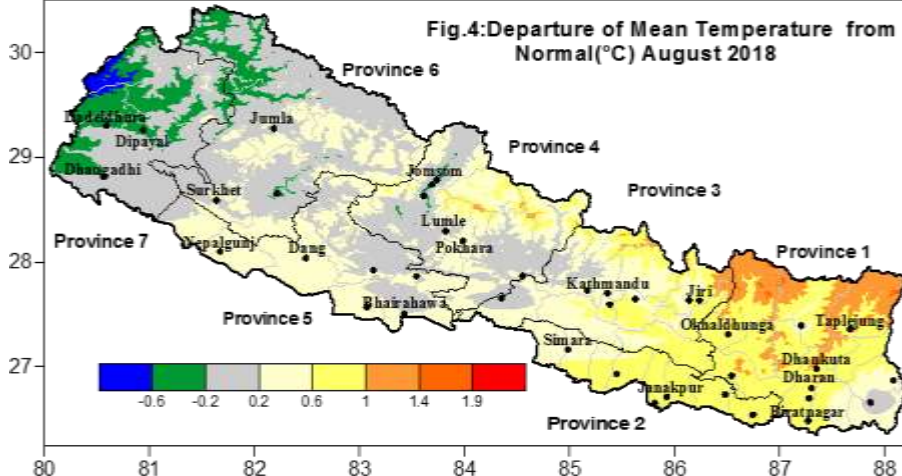 Fig.4:Departure of Mean Temperature from
Normal(°C) August 2018
30
29
28
27
Province 6
Province 4
Province 3
Province 1
Province 7
Province 5
Province 2
Dadeldhura
Dipayal
Jumla
Dhangadhi
Surkhet
Jomsom
Lumle
Pokhara
Nepalgunj
Dang
Bhairahawa
Kathmandu
Jiri
Okhaldhunga
Taplejung
Simara
Dhankuta
Dharan
Janakpur
Biratnagar
-0.6 -0.2 0.2 0.6 1 1.4 1.9
80 81 82 83 84 85 86 87 88